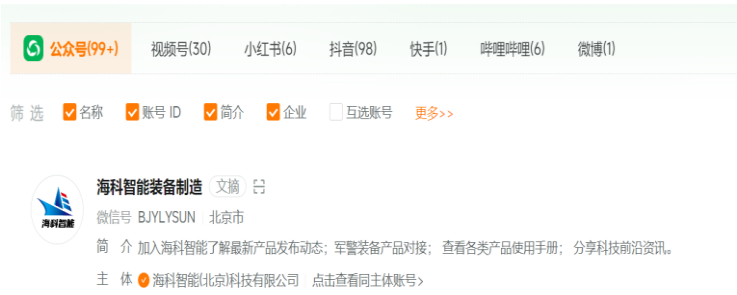 公众号(99+) 视频号(30) 小红书(6) 抖音(98) 快手(1) 哔哩哔哩(6) 微博(1)
筛 选 名称 账号 ID 简介 企业 互选账号 更多>>
海科智能装备制造 文摘
海科智能
微信号 BJYLYSUN 北京市
简 介 加入海科智能了解最新产品发布动态；军警装备产品对接； 查看各类产品使用手册； 分享科技前沿资讯。
主 体 海科智能(北京)科技有限公司 点击查看同主体账号>